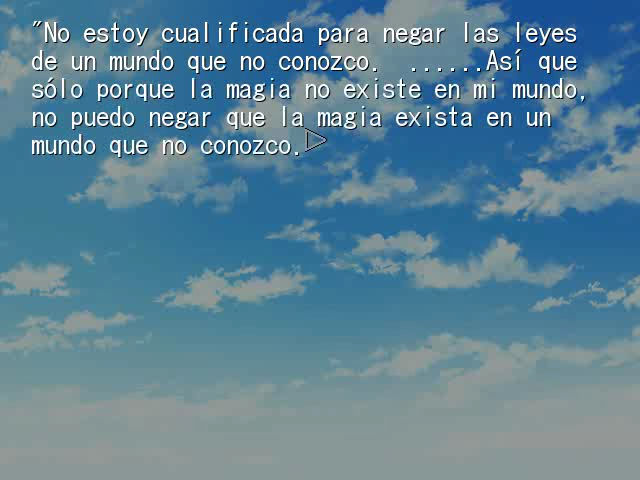 "No estoy cualificada para negar las leyes
de un mundo que no conozco.  ......Así que
sólo porque la magia no existe en mi mundo,
no puedo negar que la magia exista en un
mundo que no conozco.